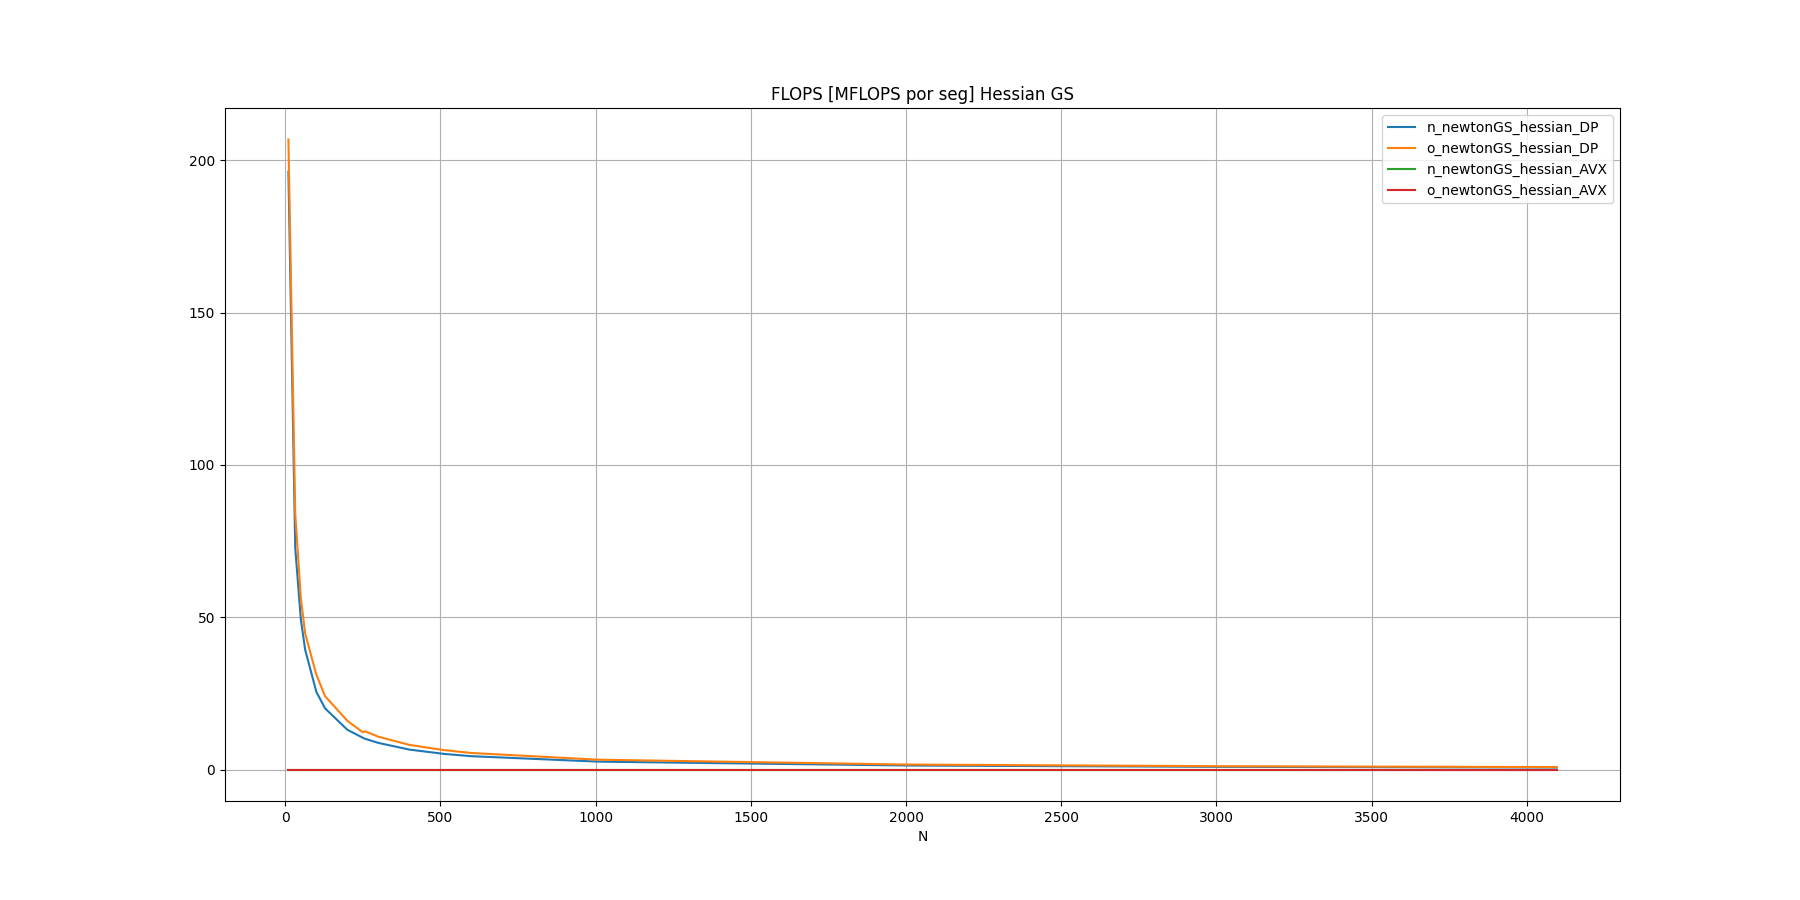 FLOPS [MFLOPS por seg] Hessian GS
n_newtonGS_hessian_DP
o_newtonGS_hessian_DP
n_newtonGS_hessian_AVX
o_newtonGS_hessian_AVX
200
150
100
50
0
0 500 1000 1500 2000 2500 3000 3500 4000
N